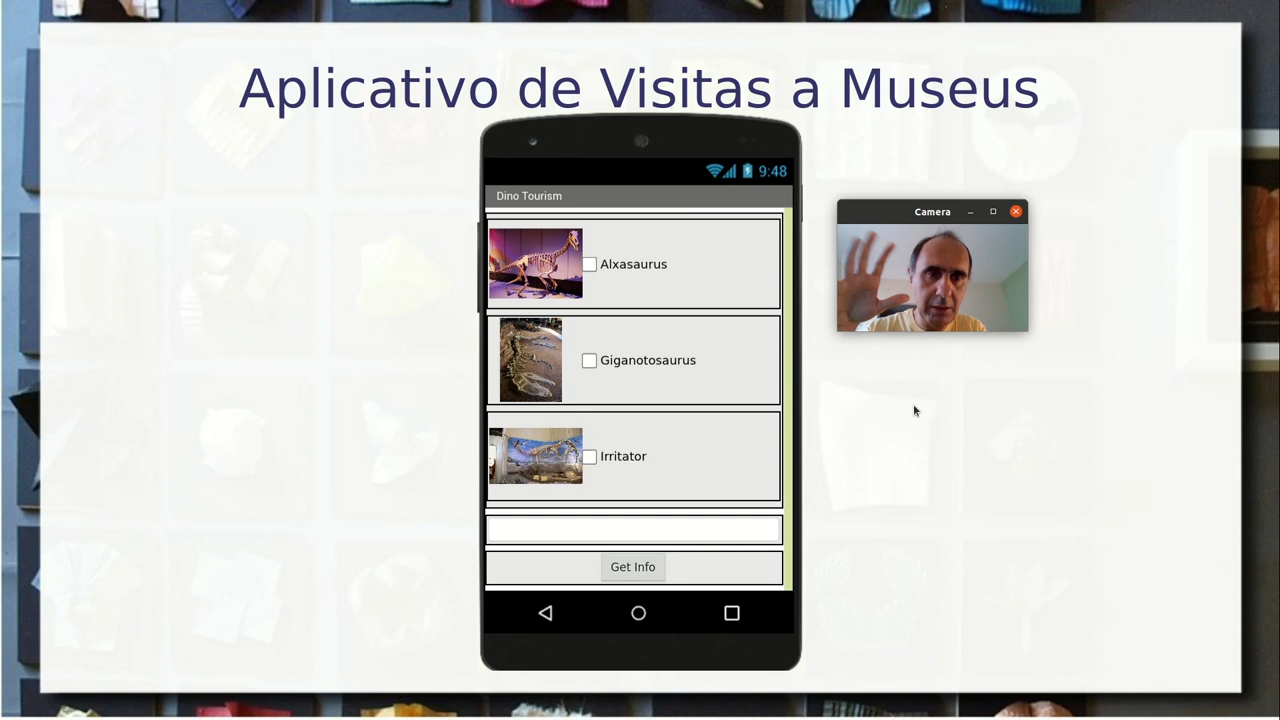 Aplicativo de Visitas a Museus
9:48
Dino Tourism
Camera
Alxasaurus
Giganotosaurus
Irritator
Get Info